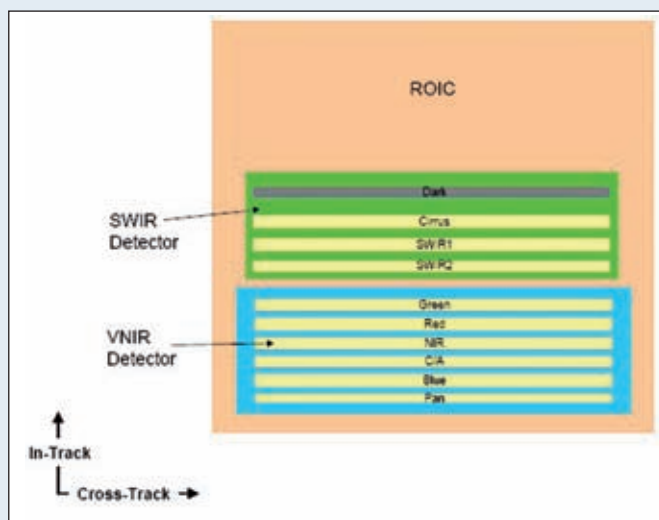 ROIC
Dark
Cirrus
SWIR1
SWIR2
SWIR
Detector
Green
Red
NIR
C/A
Blue
Pan
VNIR
Detector
In-Track
Cross-Track